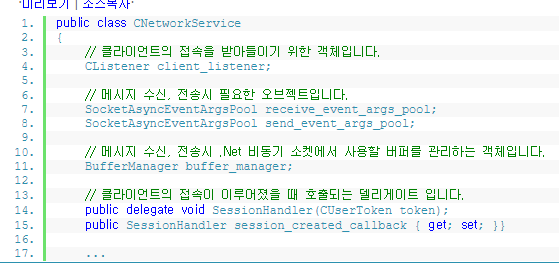 미리보기 | 소스복사
1. public class CNetworkService
2. {
3. // 클라이언트의 접속을 받아들이기 위한 객체입니다.
4. CListener client_listener;
5.
6. // 메시지 수신, 전송시 필요한 오브젝트입니다.
7. SocketAsyncEventArgsPool receive_event_args_pool;
8. SocketAsyncEventArgsPool send_event_args_pool;
9.
10. // 메시지 수신, 전송시 .Net 비동기 소켓에서 사용할 버퍼를 관리하는 객체입니다.
11. BufferManager buffer_manager;
12.
13. // 클라이언트의 접속이 이루어졌을 때 호출되는 델리게이트 입니다.
14. public delegate void SessionHandler(CUserToken token);
15. public SessionHandler session_created_callback { get; set; }}
16.
17. ...